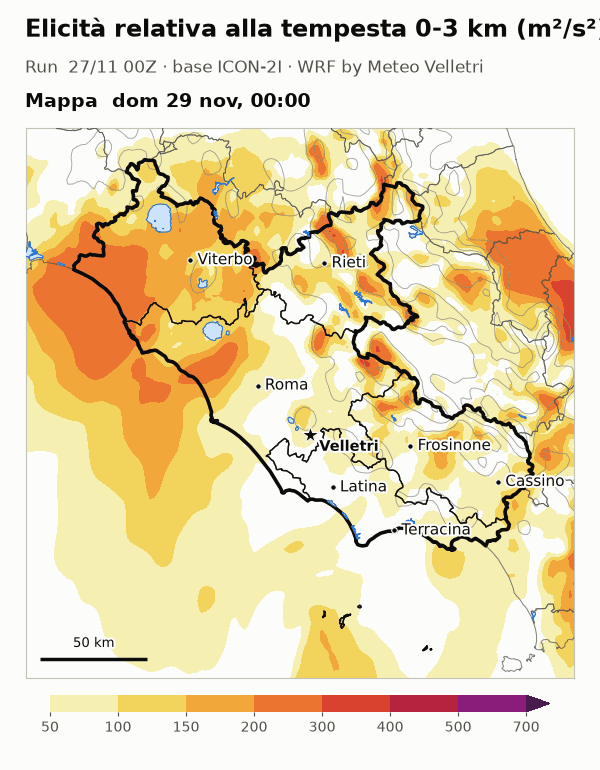 Elicità relativa alla tempesta 0-3 km (m²/s²)
Run 27/11 00Z · base ICON-2I · WRF by Meteo Velletri
Mappa dom 29 nov, 00:00
Viterbo
Rieti
Roma
Velletri
Frosinone
Cassino
Latina
Terracina
50 km
50 100 150 200 300 400 500 700